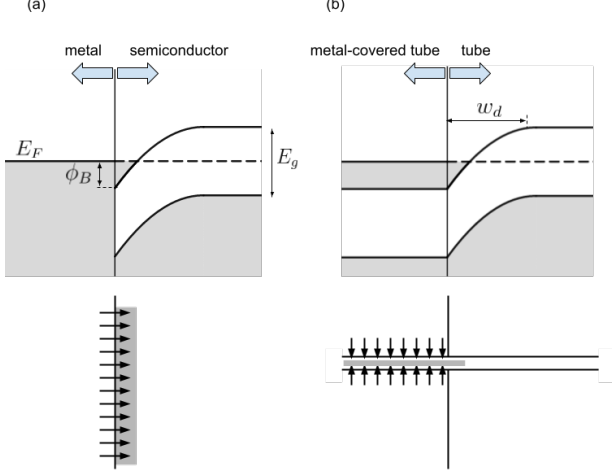 (a)
(b)
metal semiconductor
metal-covered tube tube
w_d
E_F
ϕ_B
E_g